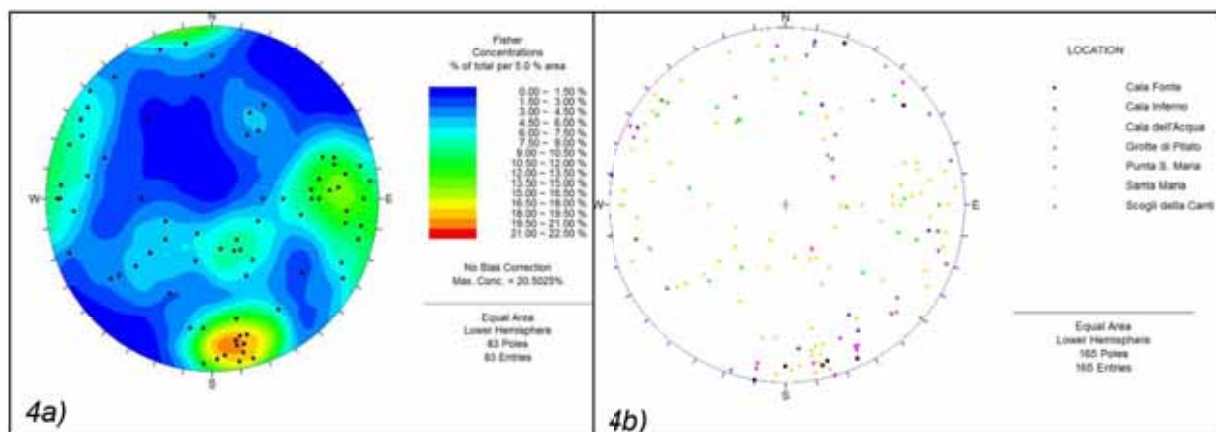 N
W
E
S
4a)
Fisher
Concentrations
% of total per 5.0 % area
0.00 ~ 1.50 %
1.50 ~ 3.00 %
3.00 ~ 4.50 %
4.50 ~ 6.00 %
6.00 ~ 7.50 %
7.50 ~ 9.00 %
9.00 ~ 10.50 %
10.50 ~ 12.00 %
12.00 ~ 13.50 %
13.50 ~ 15.00 %
15.00 ~ 16.50 %
16.50 ~ 18.00 %
18.00 ~ 19.50 %
19.50 ~ 21.00 %
21.00 ~ 22.50 %
No Bias Correction
Max. Conc. = 20.5025%
Equal Area
Lower Hemisphere
83 Poles
83 Entries
N
W
E
S
4b)
LOCATION
Cala Fonte
Cala Inferno
Cala dell'Acqua
Grotte di Pilato
Punta S. Maria
Santa Maria
Scogli della Canti
Equal Area
Lower Hemisphere
165 Poles
165 Entries